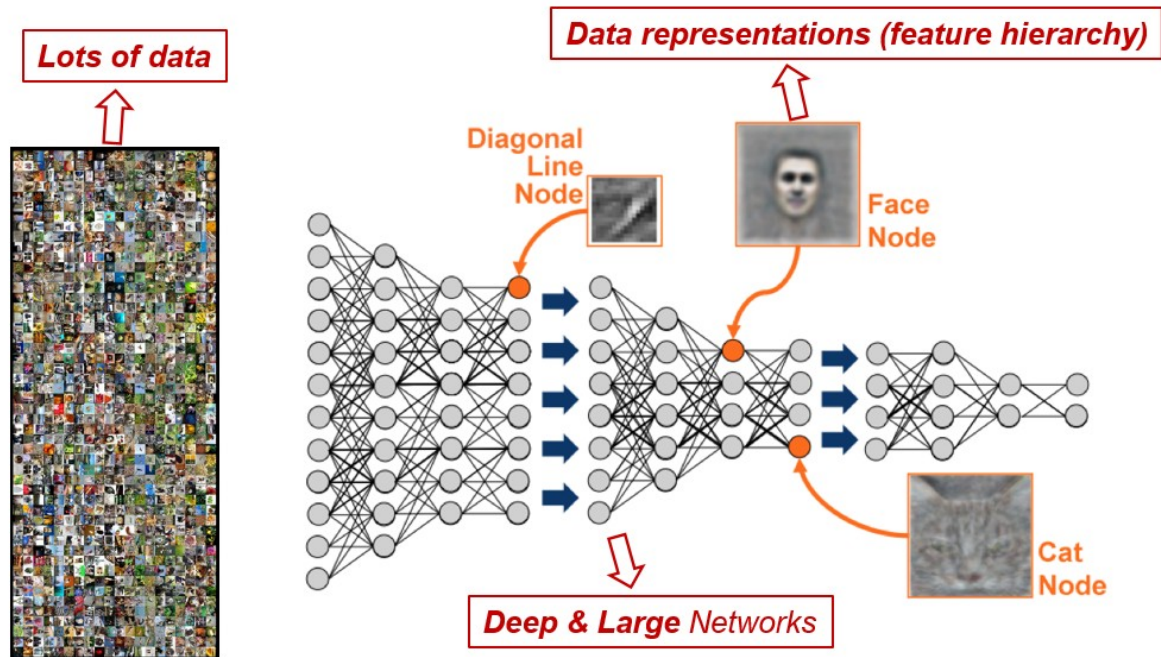 Lots of data
Data representations (feature hierarchy)
Diagonal
Line
Node
Face
Node
Cat
Node
Deep & Large Networks